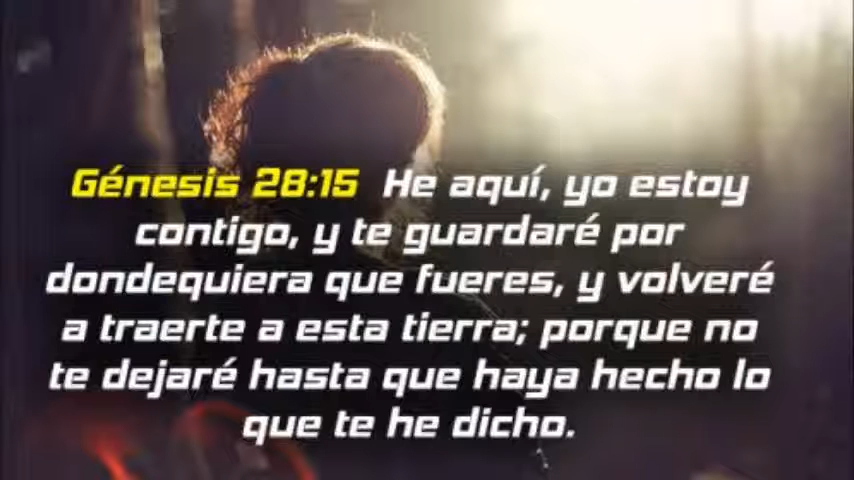 Génesis 28:15 He aquí, yo estoy
contigo, y te guardaré por
dondequiera que fueres, y volveré
a traerte a esta tierra; porque no
te dejaré hasta que haya hecho lo
que te he dicho.